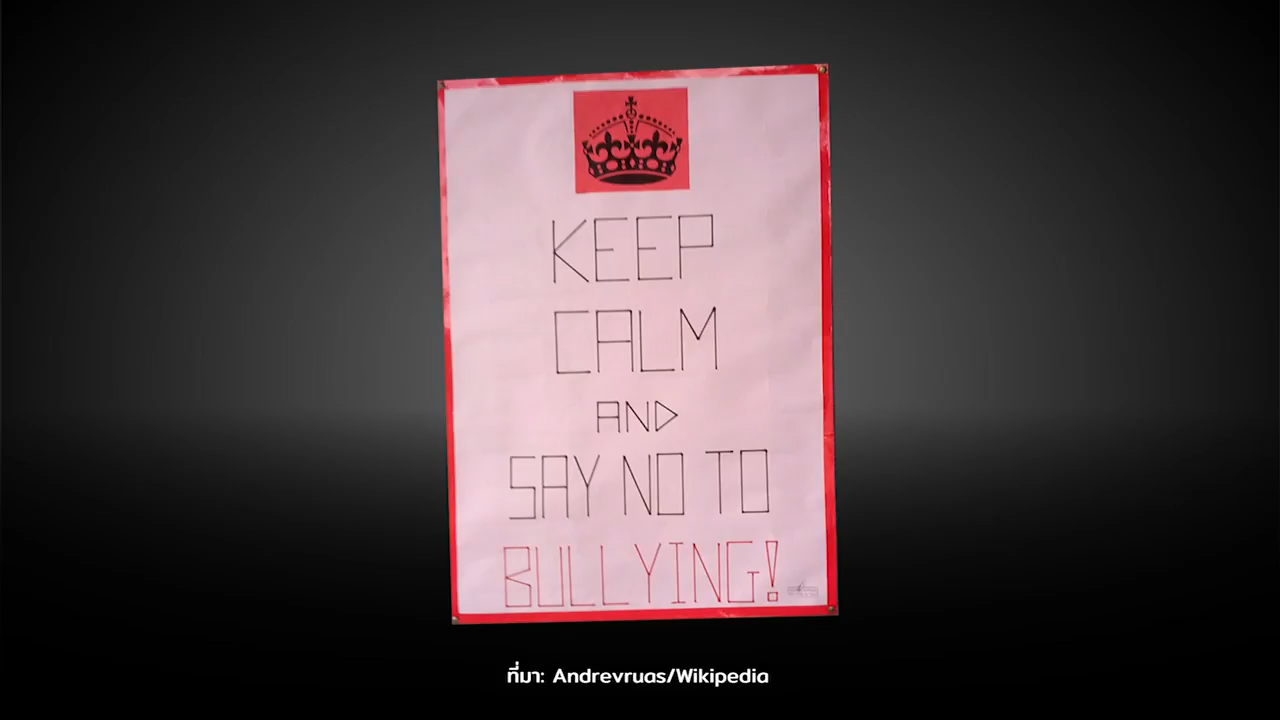 KEEP
CALM
AND
SAY NO TO
BULLYING!
ที่มา: Andrevruas/Wikipedia